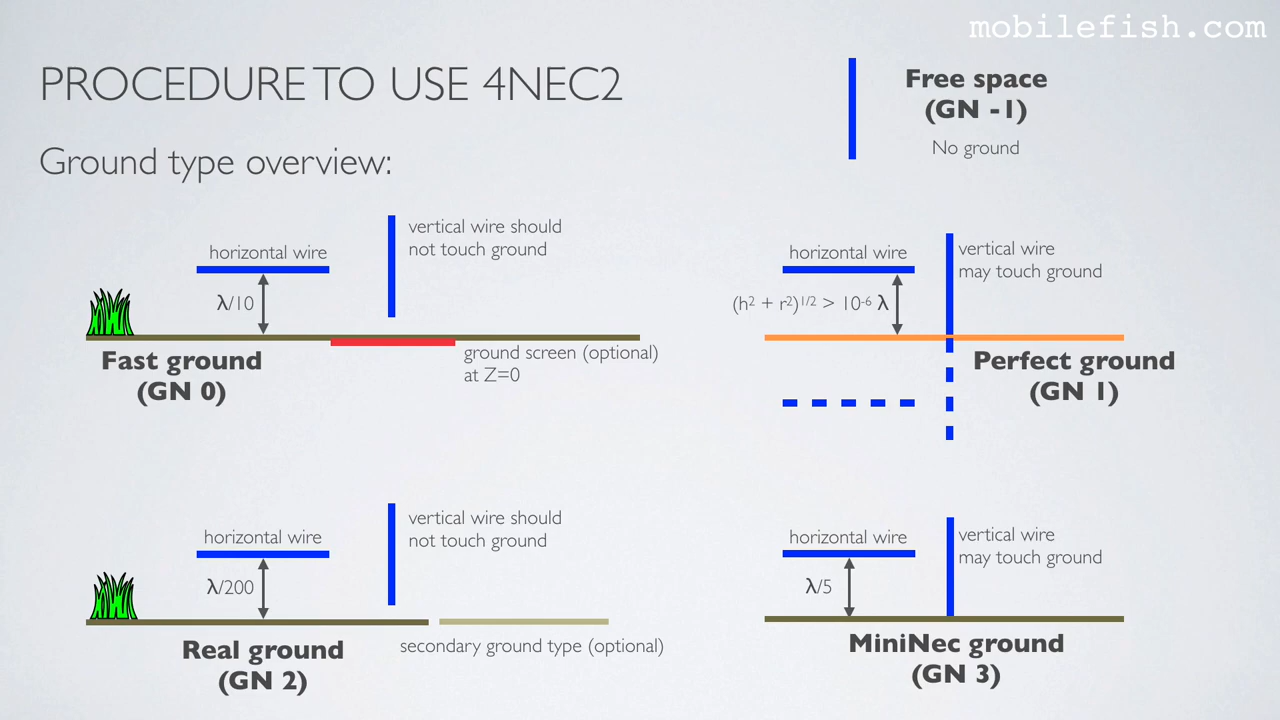 mobilefish.com
PROCEDURE TO USE 4NEC2
Free space
(GN -1)
No ground
Ground type overview:
vertical wire should
not touch ground
horizontal wire
λ/10
Fast ground
(GN 0)
ground screen (optional)
at Z=0
horizontal wire
vertical wire
may touch ground
(h2 + r2)1/2 > 10-6 λ
Perfect ground
(GN 1)
vertical wire should
not touch ground
horizontal wire
λ/200
Real ground
(GN 2)
secondary ground type (optional)
horizontal wire
vertical wire
may touch ground
λ/5
MiniNec ground
(GN 3)